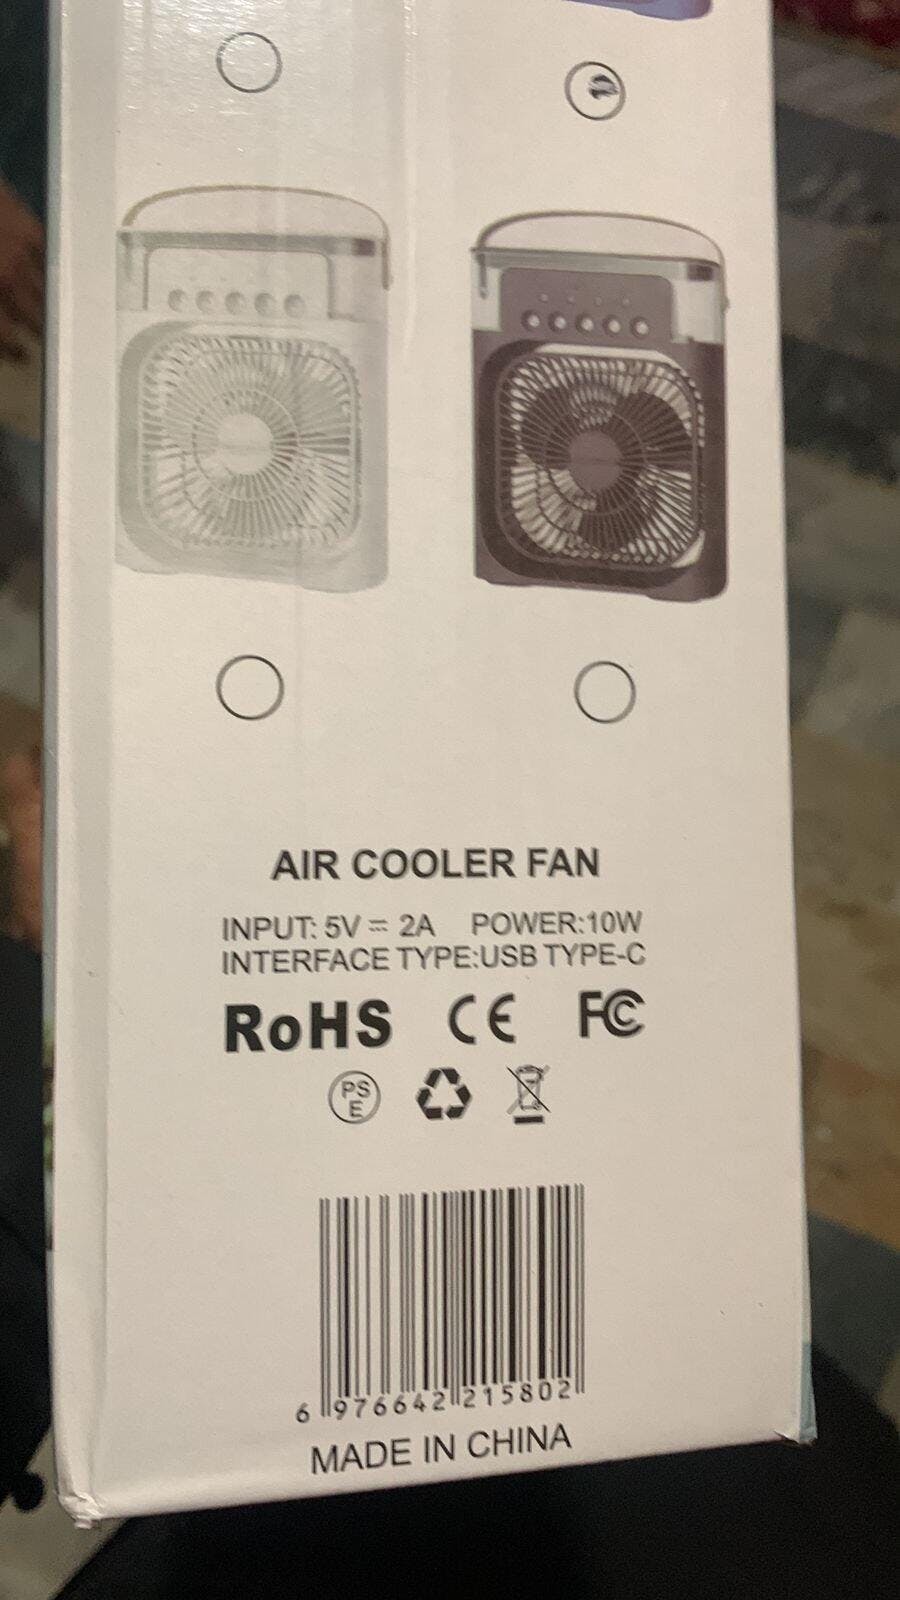 AIR COOLER FAN
INPUT: 5V ⎓ 2A POWER:10W
INTERFACE TYPE:USB TYPE-C
RoHS CE FC
PS
E
6 976642 215802
MADE IN CHINA